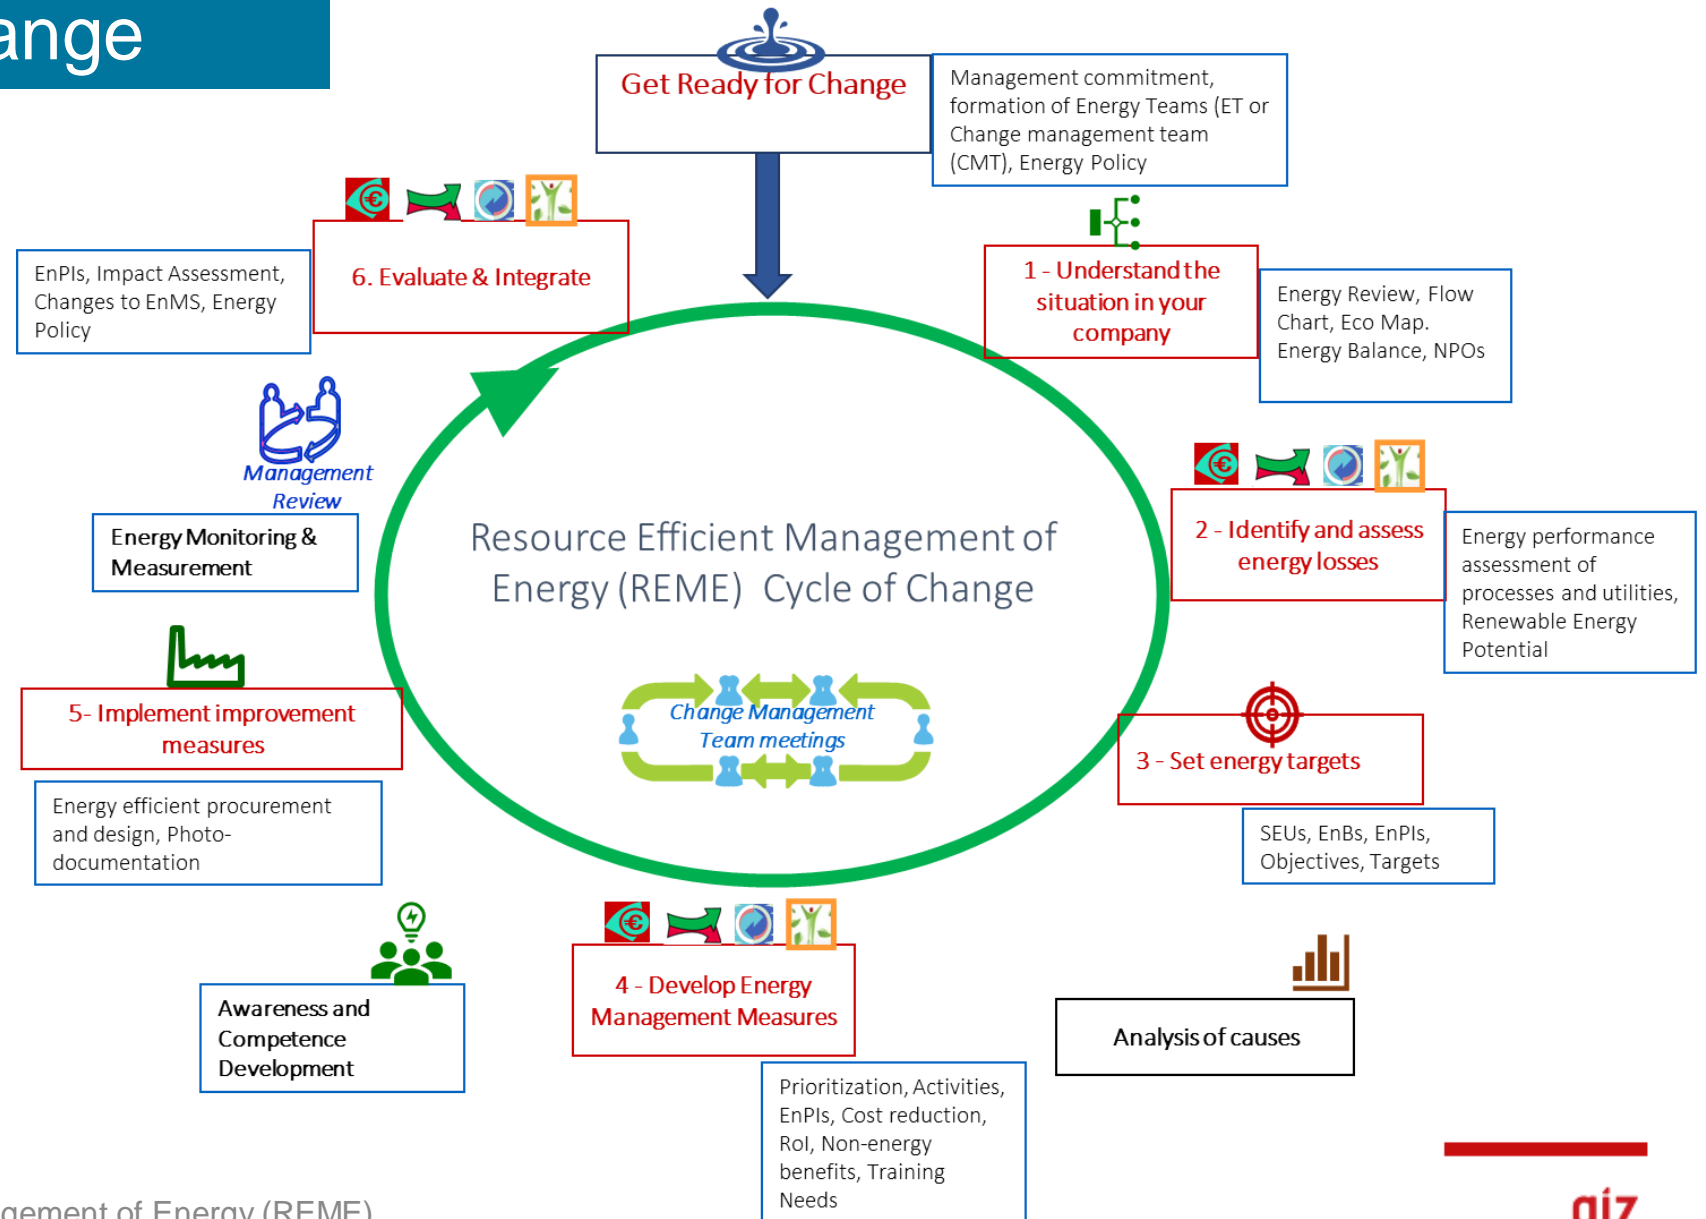 ange
Get Ready for Change
Management commitment,
formation of Energy Teams (ET or
Change management team
(CMT), Energy Policy
6. Evaluate & Integrate
EnPIs, Impact Assessment,
Changes to EnMS, Energy
Policy
1 - Understand the
situation in your
company
Energy Review, Flow
Chart, Eco Map.
Energy Balance, NPOs
Management
Review
Energy Monitoring &
Measurement
Resource Efficient Management of
Energy (REME) Cycle of Change
2 - Identify and assess
energy losses
Energy performance
assessment of
processes and utilities,
Renewable Energy
Potential
Change Management
Team meetings
5- Implement improvement
measures
3 - Set energy targets
Energy efficient procurement
and design, Photo-
documentation
SEUs, EnBs, EnPIs,
Objectives, Targets
4 - Develop Energy
Management Measures
Awareness and
Competence
Development
Analysis of causes
Prioritization, Activities,
EnPIs, Cost reduction,
RoI, Non-energy
benefits, Training
Needs
gement of Energy (REME)
giz